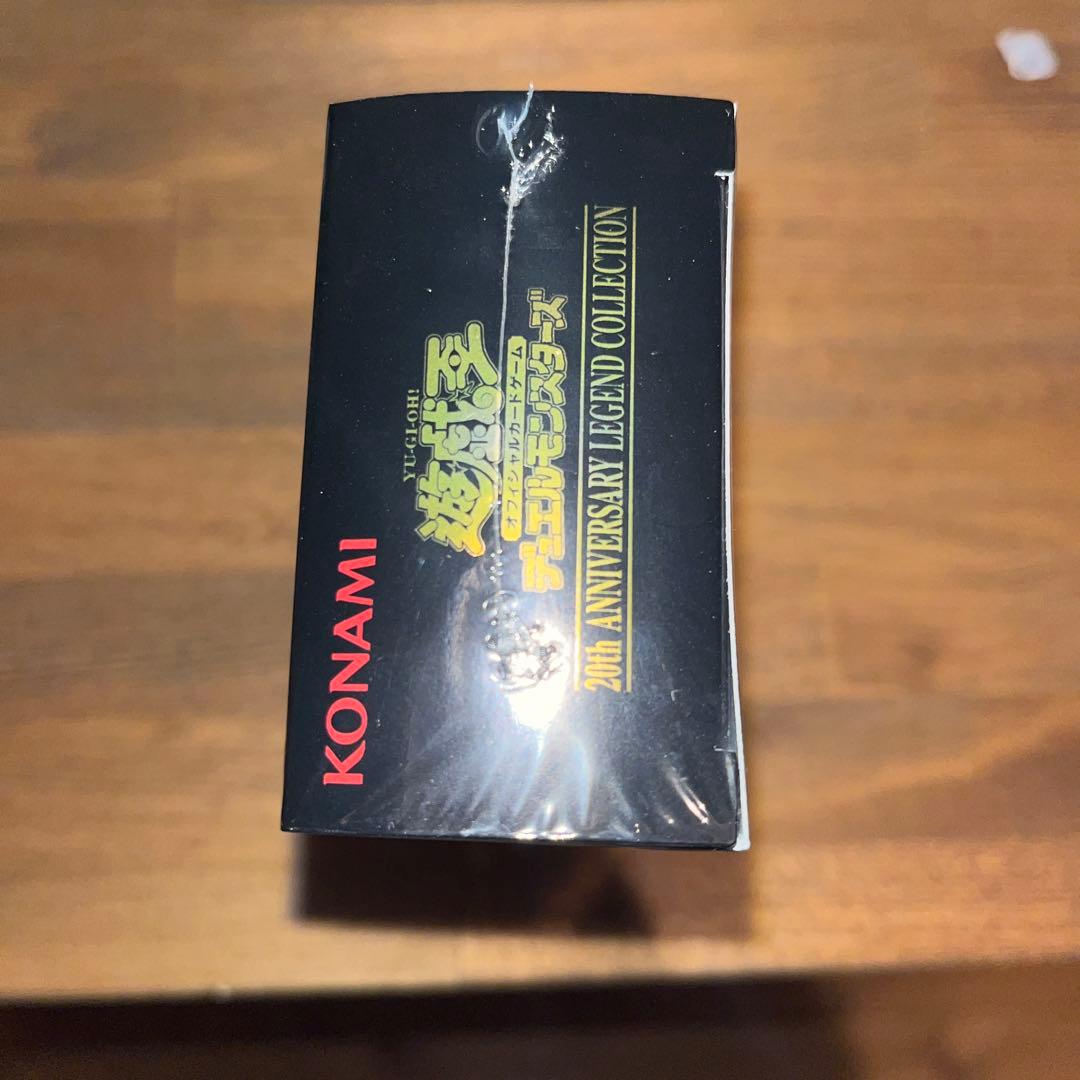 KONAMI
YU-GI-OH!
遊戯王
オフィシャルカードゲーム
デュエルモンスターズ
20th ANNIVERSARY LEGEND COLLECTION